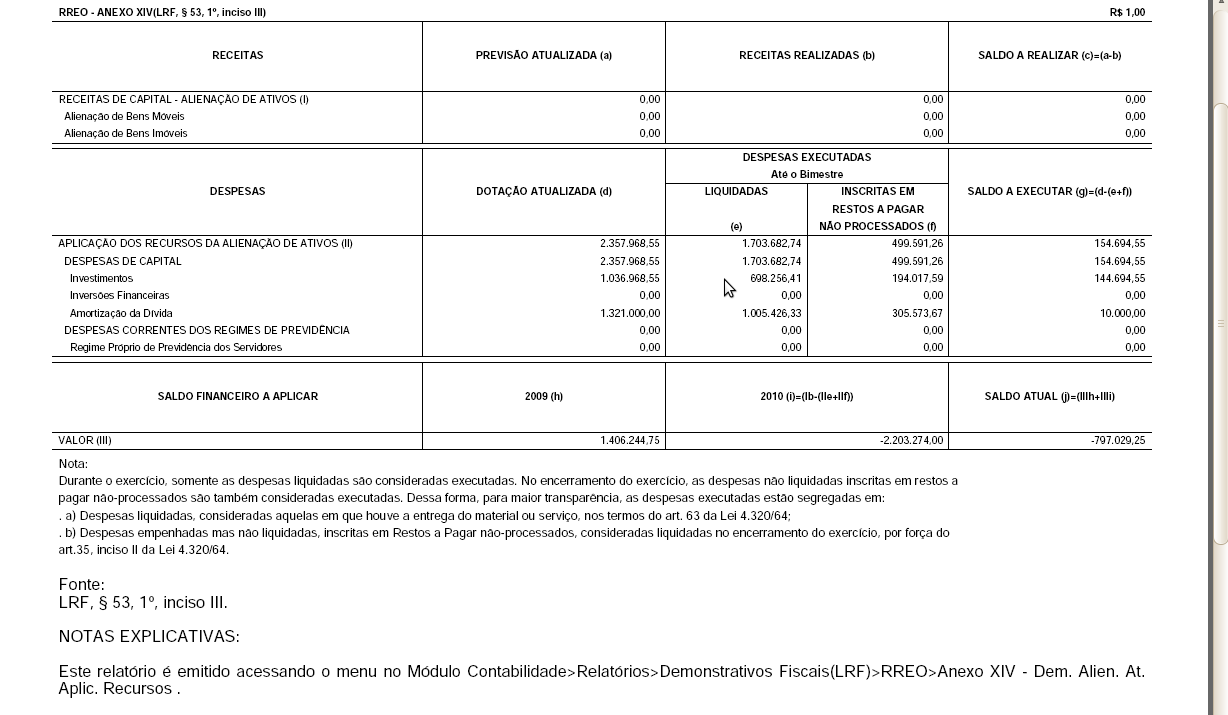 RREO - ANEXO XIV(LRF, § 53, 1º, inciso III) R$ 1,00
RECEITAS PREVISÃO ATUALIZADA (a) RECEITAS REALIZADAS (b) SALDO A REALIZAR (c)=(a-b)
RECEITAS DE CAPITAL - ALIENAÇÃO DE ATIVOS (I) 0,00 0,00 0,00
Alienação de Bens Móveis 0,00 0,00 0,00
Alienação de Bens Imóveis 0,00 0,00 0,00
DESPESAS EXECUTADAS
Até o Bimestre
DESPESAS DOTAÇÃO ATUALIZADA (d) LIQUIDADAS INSCRITAS EM SALDO A EXECUTAR (g)=(d-(e+f))
RESTOS A PAGAR
(e) NÃO PROCESSADOS (f)
APLICAÇÃO DOS RECURSOS DA ALIENAÇÃO DE ATIVOS (II) 2.357.968,55 1.703.682,74 499.591,26 154.694,55
DESPESAS DE CAPITAL 2.357.968,55 1.703.682,74 499.591,26 154.694,55
Investimentos 1.036.968,55 698.256,41 194.017,59 144.694,55
Inversões Financeiras 0,00 0,00 0,00 0,00
Amortização da Dívida 1.321.000,00 1.005.426,33 305.573,67 10.000,00
DESPESAS CORRENTES DOS REGIMES DE PREVIDÊNCIA 0,00 0,00 0,00 0,00
Regime Próprio de Previdência dos Servidores 0,00 0,00 0,00 0,00
SALDO FINANCEIRO A APLICAR 2009 (h) 2010 (i)=(Ib-(IIe+IIf)) SALDO ATUAL (j)=(IIIh+IIIi)
VALOR (III) 1.406.244,75 -2.203.274,00 -797.029,25
Nota:
Durante o exercício, somente as despesas liquidadas são consideradas executadas. No encerramento do exercício, as despesas não liquidadas inscritas em restos a
pagar não-processados são também consideradas executadas. Dessa forma, para maior transparência, as despesas executadas estão segregadas em:
. a) Despesas liquidadas, consideradas aquelas em que houve a entrega do material ou serviço, nos termos do art. 63 da Lei 4.320/64;
. b) Despesas empenhadas mas não liquidadas, inscritas em Restos a Pagar não-processados, consideradas liquidadas no encerramento do exercício, por força do
art.35, inciso II da Lei 4.320/64.
Fonte:
LRF, § 53, 1º, inciso III.
NOTAS EXPLICATIVAS:
Este relatório é emitido acessando o menu no Módulo Contabilidade>Relatórios>Demonstrativos Fiscais(LRF)>RREO>Anexo XIV - Dem. Alien. At.
Aplic. Recursos .